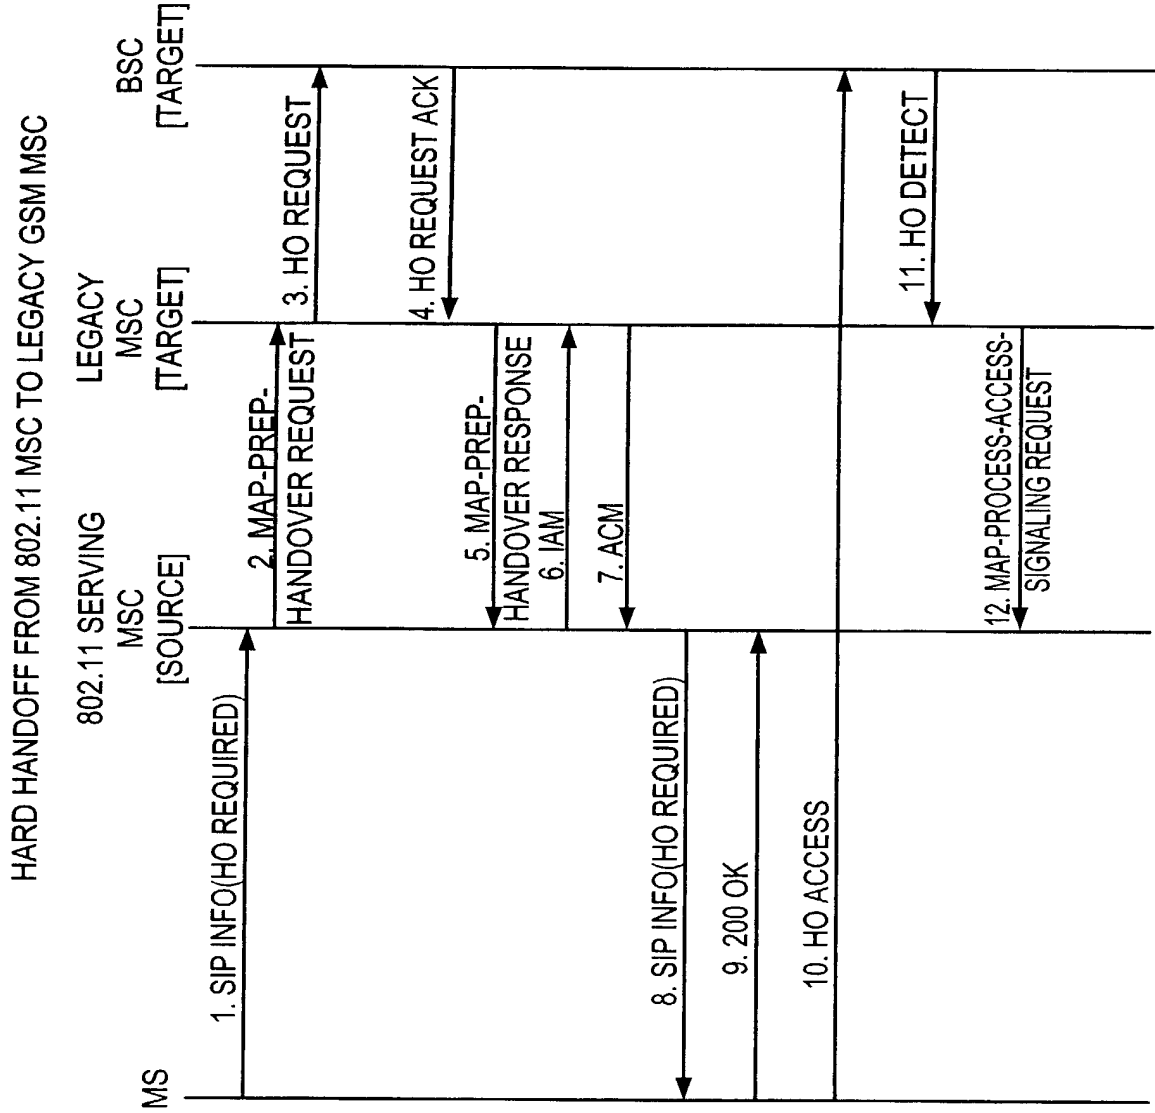 HARD HANDOFF FROM 802.11 MSC TO LEGACY GSM MSC
MS
802.11 SERVING
MSC
[SOURCE]
LEGACY
MSC
[TARGET]
BSC
[TARGET]
1. SIP INFO(HO REQUIRED)
2. MAP-PREP-
HANDOVER REQUEST
3. HO REQUEST
4. HO REQUEST ACK
5. MAP-PREP-
HANDOVER RESPONSE
6. IAM
7. ACM
8. SIP INFO(HO REQUIRED)
9. 200 OK
10. HO ACCESS
11. HO DETECT
12. MAP-PROCESS-ACCESS-
SIGNALING REQUEST